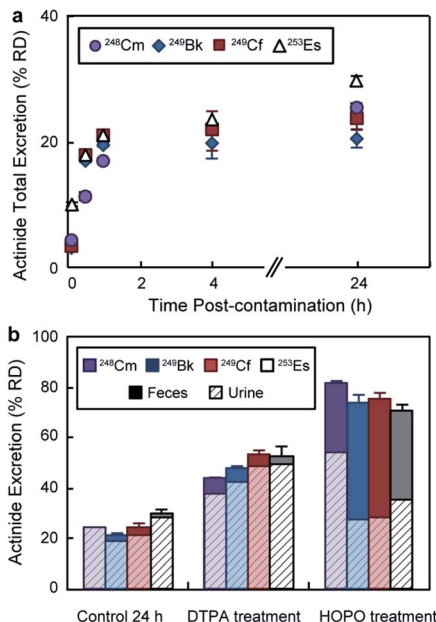 a
Actinide Total Excretion (% RD)
40
20
0
²⁴⁸Cm ²⁴⁹Bk ²⁴⁹Cf ²⁵³Es
0 2 4 24
Time Post-contamination (h)
b
Actinide Excretion (% RD)
100
80
60
40
20
0
²⁴⁸Cm ²⁴⁹Bk ²⁴⁹Cf ²⁵³Es
Feces Urine
Control 24 h DTPA treatment HOPO treatment